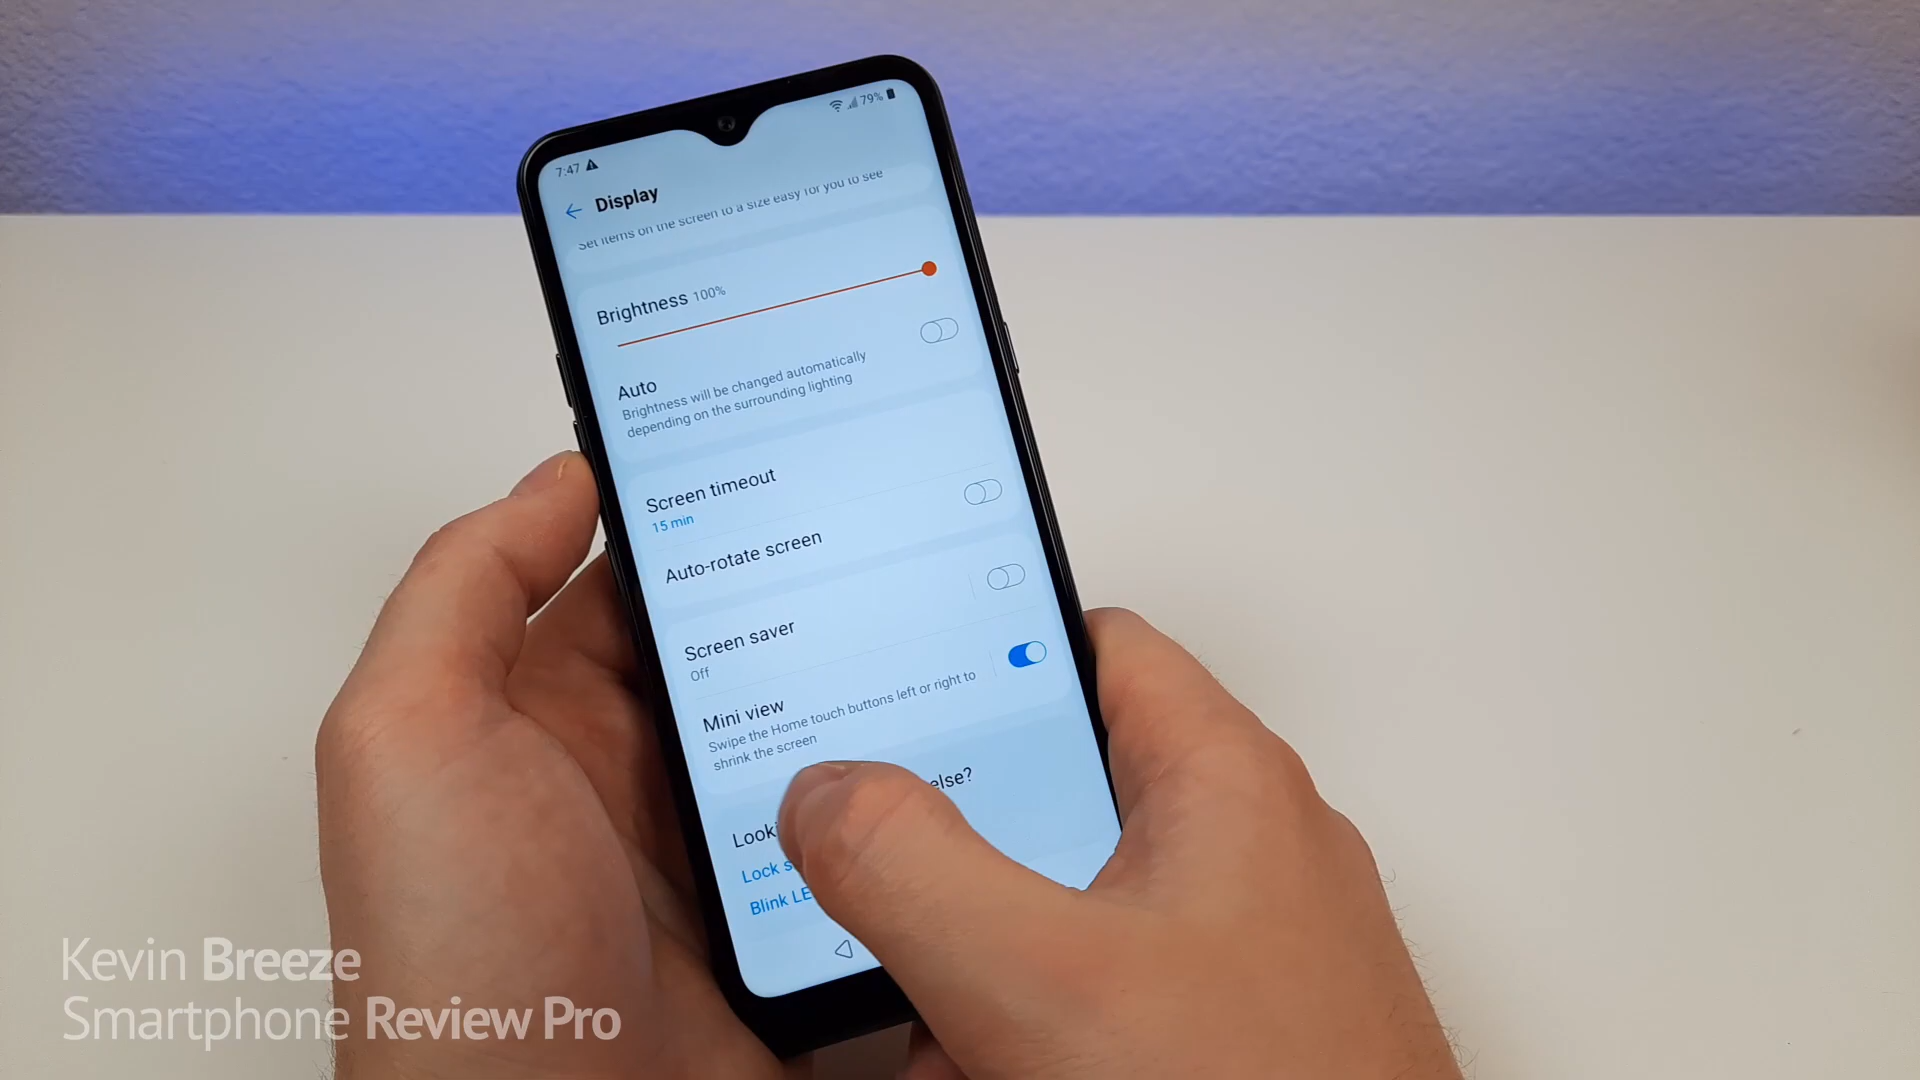 7:47
79%
Display
Set items on the screen to a size easy for you to see
Brightness 100%
Auto
Brightness will be changed automatically
depending on the surrounding lighting
Screen timeout
15 min
Auto-rotate screen
Screen saver
Off
Mini view
Swipe the Home touch buttons left or right to
shrink the screen
else?
Lock
Blink
Kevin Breeze
Smartphone Review Pro